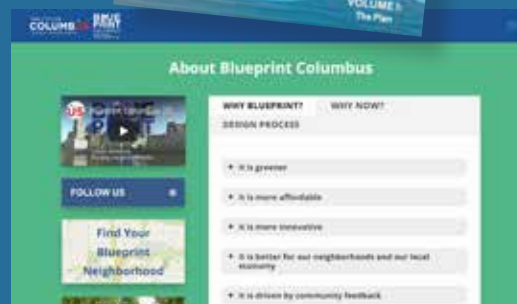 VOLUME I:
The Plan
COLUMBUS
BLUE
PRINT
About Blueprint Columbus
US
WHY BLUEPRINT?
WHY NOW?
DESIGN PROCESS
+ It is greener
+ It is more affordable
+ It is more innovative
+ It is better for our neighborhoods and our local
economy
+ It is driven by community feedback
FOLLOW US
Find Your
Blueprint
Neighborhood